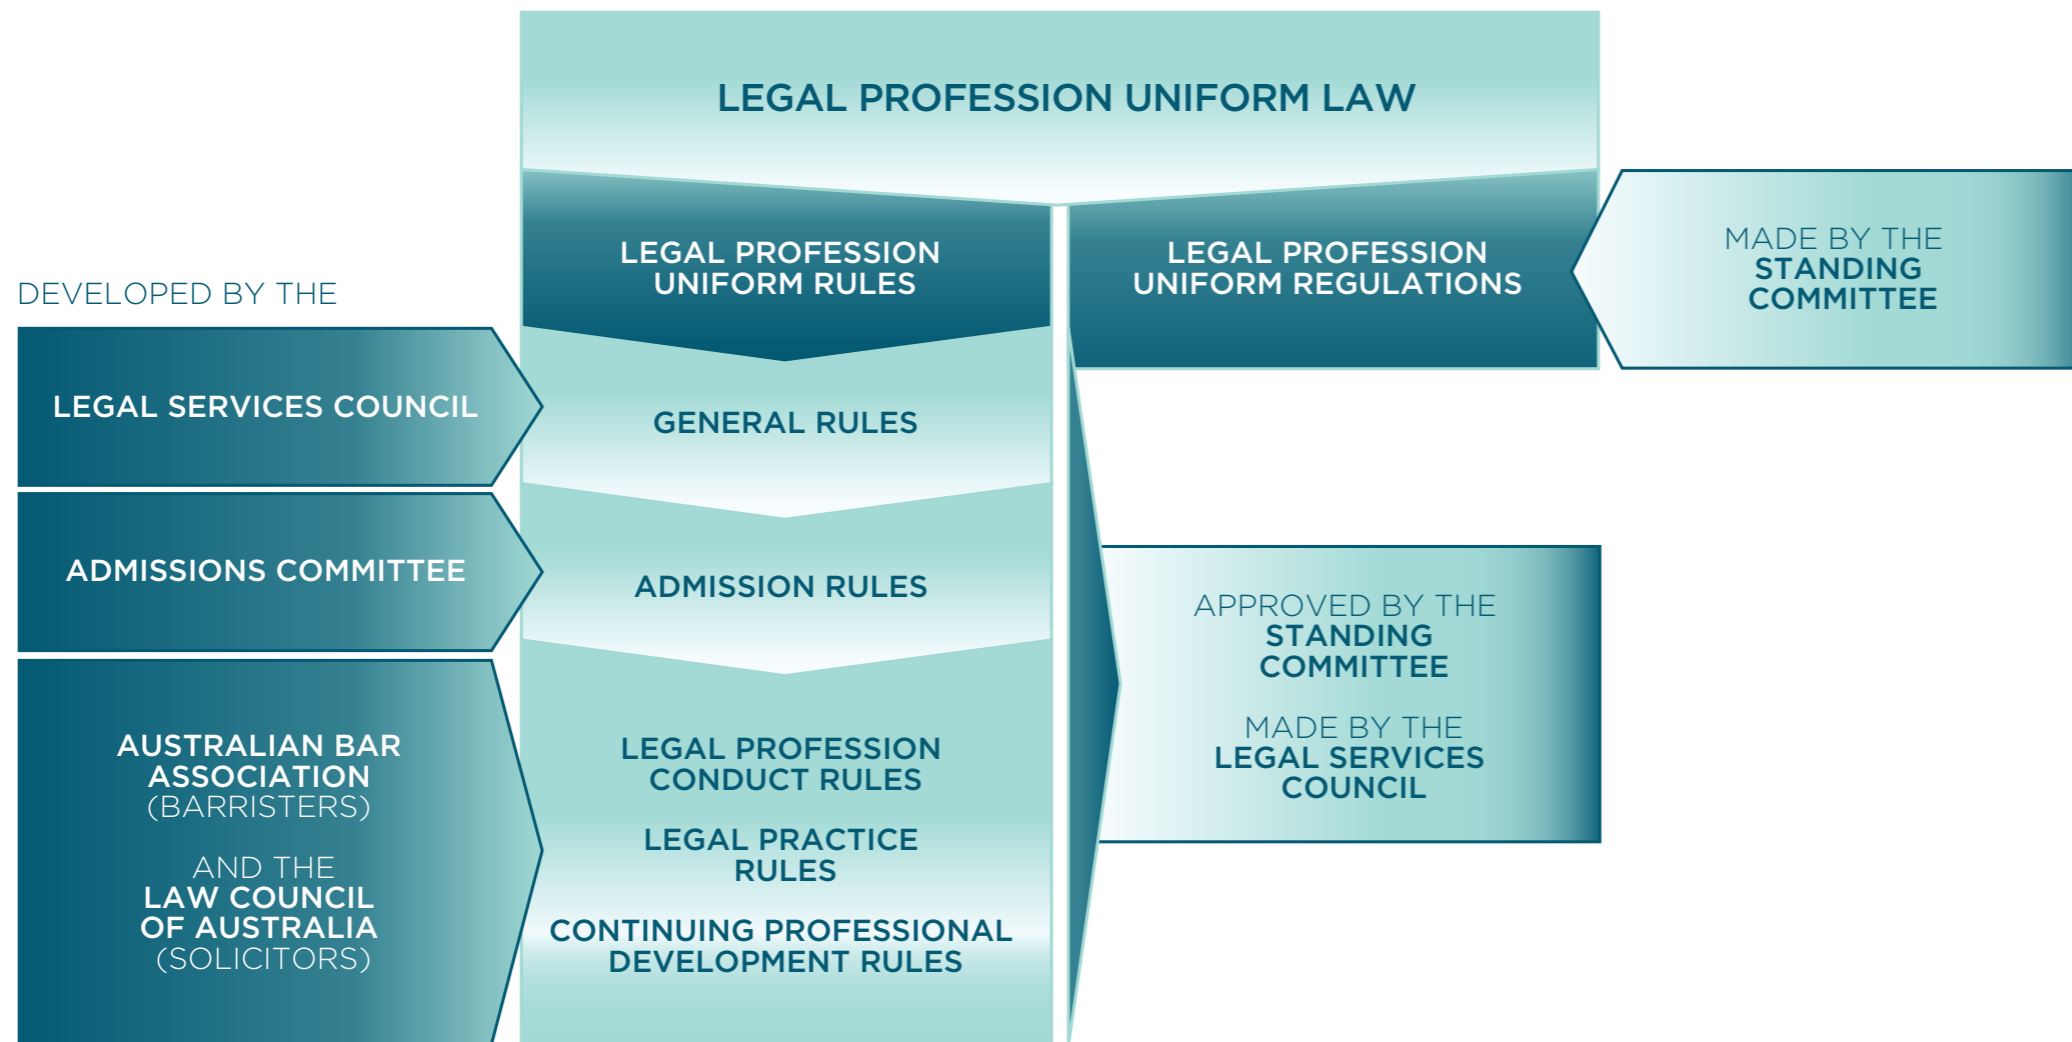 LEGAL PROFESSION UNIFORM LAW
LEGAL PROFESSION
UNIFORM RULES
LEGAL PROFESSION
UNIFORM REGULATIONS
MADE BY THE
STANDING
COMMITTEE
DEVELOPED BY THE
LEGAL SERVICES COUNCIL
GENERAL RULES
ADMISSIONS COMMITTEE
ADMISSION RULES
AUSTRALIAN BAR
ASSOCIATION
(BARRISTERS)
AND THE
LAW COUNCIL
OF AUSTRALIA
(SOLICITORS)
LEGAL PROFESSION
CONDUCT RULES
LEGAL PRACTICE
RULES
CONTINUING PROFESSIONAL
DEVELOPMENT RULES
APPROVED BY THE
STANDING
COMMITTEE
MADE BY THE
LEGAL SERVICES
COUNCIL